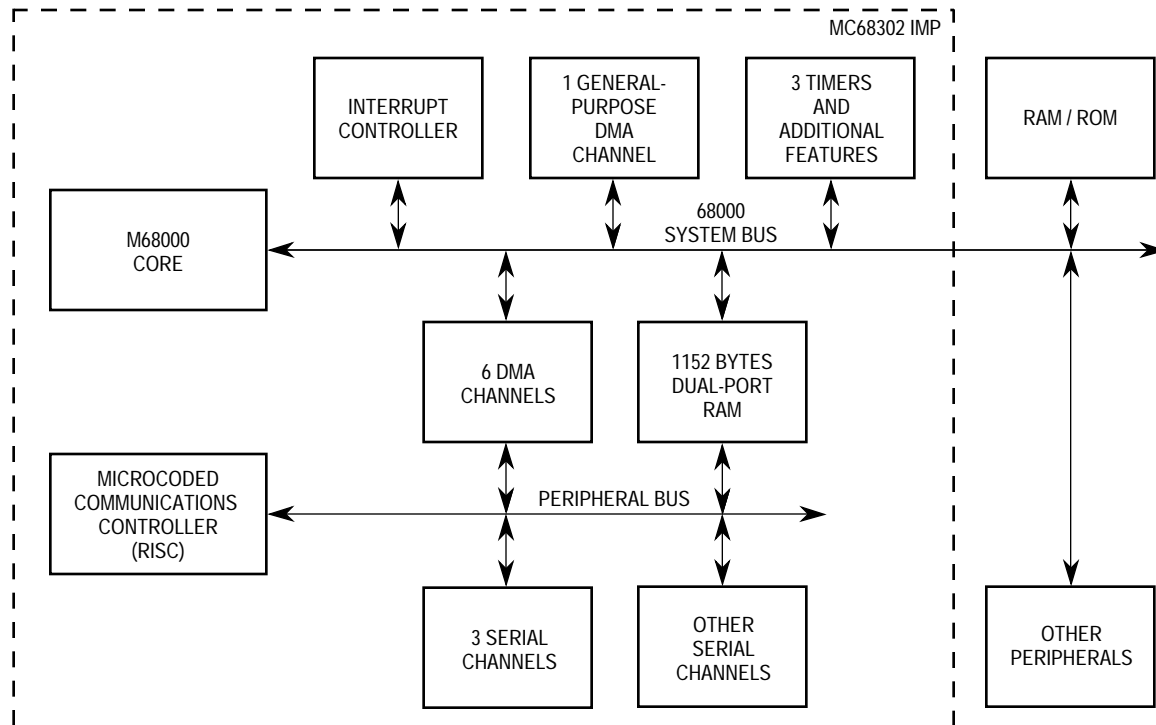 MC68302 IMP
INTERRUPT
CONTROLLER
1 GENERAL-
PURPOSE
DMA
CHANNEL
3 TIMERS
AND
ADDITIONAL
FEATURES
RAM / ROM
M68000
CORE
68000
SYSTEM BUS
6 DMA
CHANNELS
1152 BYTES
DUAL-PORT
RAM
MICROCODED
COMMUNICATIONS
CONTROLLER
(RISC)
PERIPHERAL BUS
3 SERIAL
CHANNELS
OTHER
SERIAL
CHANNELS
OTHER
PERIPHERALS